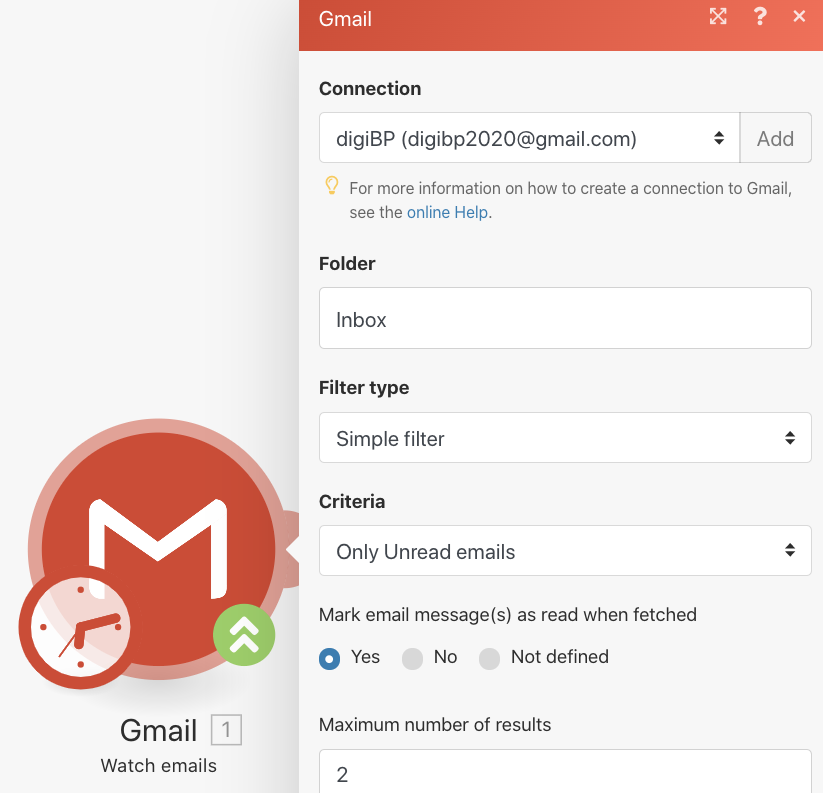 Gmail
Connection
digiBP (digibp2020@gmail.com)
Add
For more information on how to create a connection to Gmail,
see the online Help.
Folder
Inbox
Filter type
Simple filter
Criteria
Only Unread emails
Mark email message(s) as read when fetched
Yes No Not defined
Maximum number of results
2
Gmail 1
Watch emails